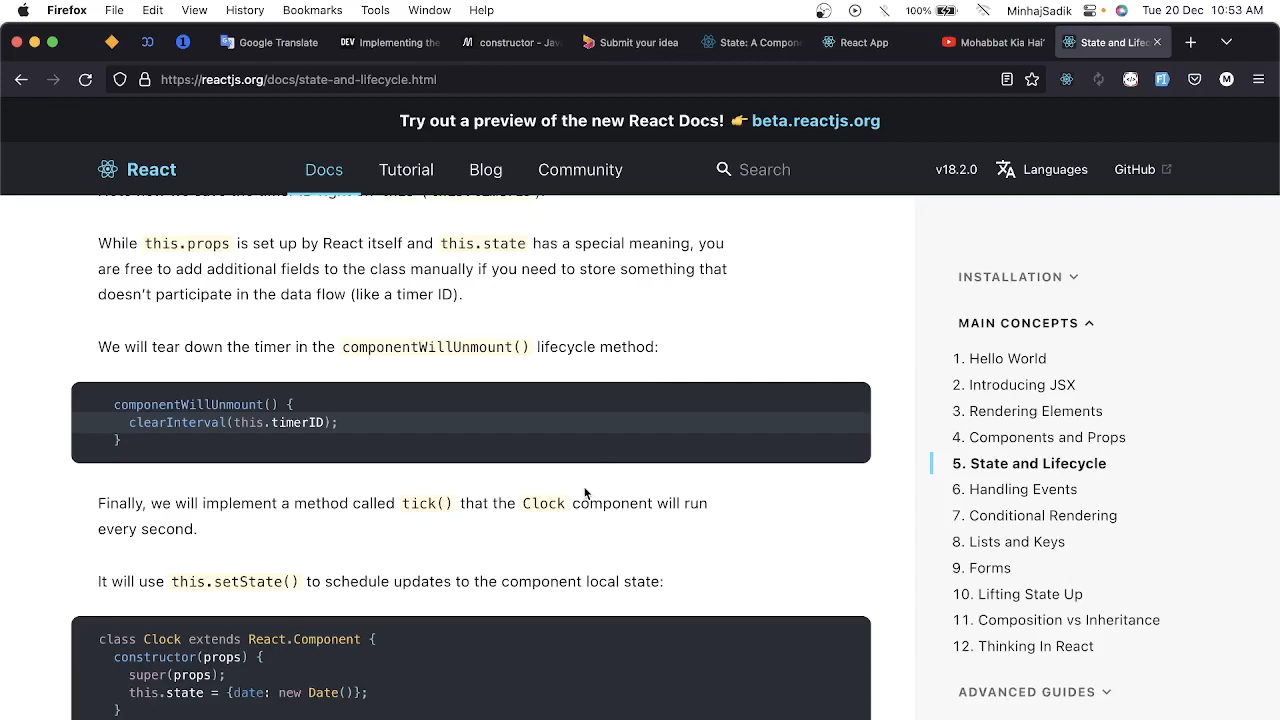 Firefox File Edit View History Bookmarks Tools Window Help 100% MinhajSadik Tue 20 Dec 10:53 AM
Google Translate DEV Implementing the constructor - Jav Submit your idea State: A Compon React App Mohabbat Kia Hai' State and Lifec
https://reactjs.org/docs/state-and-lifecycle.html
Try out a preview of the new React Docs! 👉 beta.reactjs.org
React Docs Tutorial Blog Community Search v18.2.0 Languages GitHub
While this.props is set up by React itself and this.state has a special meaning, you
are free to add additional fields to the class manually if you need to store something that
doesn't participate in the data flow (like a timer ID).
We will tear down the timer in the componentWillUnmount() lifecycle method:
componentWillUnmount() {
clearInterval(this.timerID);
}
Finally, we will implement a method called tick() that the Clock component will run
every second.
It will use this.setState() to schedule updates to the component local state:
class Clock extends React.Component {
constructor(props) {
super(props);
this.state = {date: new Date()};
}
INSTALLATION
MAIN CONCEPTS
1. Hello World
2. Introducing JSX
3. Rendering Elements
4. Components and Props
5. State and Lifecycle
6. Handling Events
7. Conditional Rendering
8. Lists and Keys
9. Forms
10. Lifting State Up
11. Composition vs Inheritance
12. Thinking In React
ADVANCED GUIDES